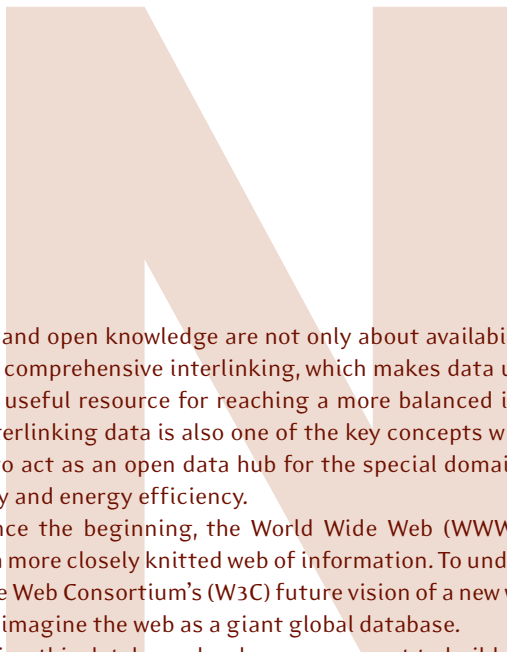 N
and open knowledge are not only about availabi
comprehensive interlinking, which makes data u
useful resource for reaching a more balanced i
terlinking data is also one of the key concepts w
o act as an open data hub for the special domai
y and energy efficiency.
nce the beginning, the World Wide Web (WWW
more closely knitted web of information. To und
e Web Consortium's (W3C) future vision of a new w
imagine the web as a giant global database.